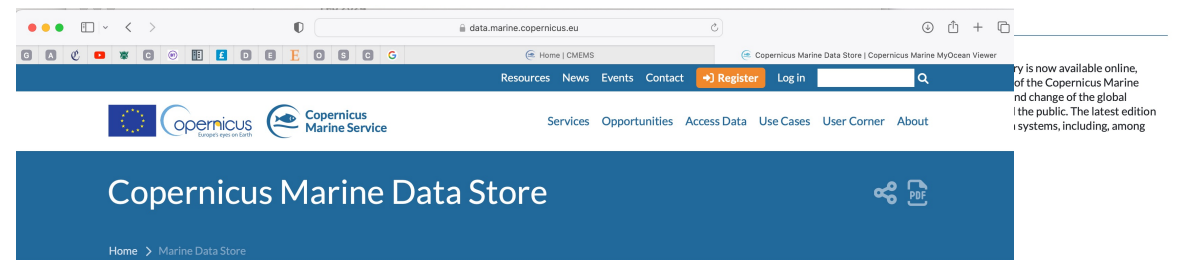 data.marine.copernicus.eu
Home | CMEMS
Copernicus Marine Data Store | Copernicus Marine MyOcean Viewer
Resources News Events Contact Register Log in
Copernicus
Europe's eyes on Earth
Copernicus
Marine Service
Services Opportunities Access Data Use Cases User Corner About
Copernicus Marine Data Store
PDF
Home > Marine Data Store
ry is now available online,
of the Copernicus Marine
nd change of the global
the public. The latest edition
systems, including, among